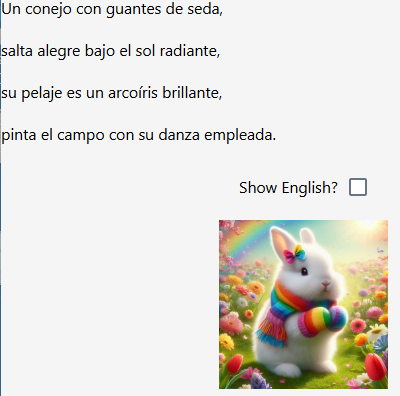 Un conejo con guantes de seda,
salta alegre bajo el sol radiante,
su pelaje es un arcoíris brillante,
pinta el campo con su danza empleada.
Show English?